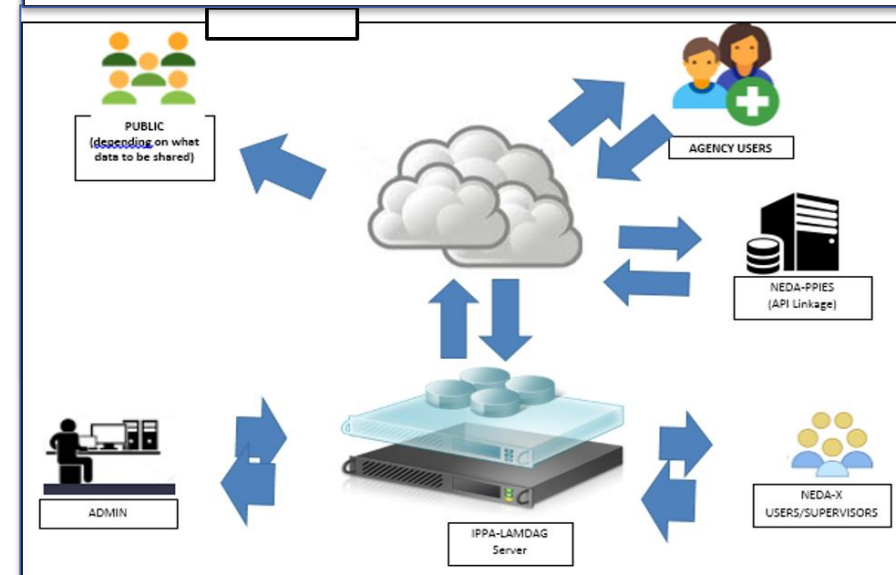 PUBLIC
(depending on what
data to be shared)
AGENCY USERS
NEDA-PPIES
(API Linkage)
ADMIN
IPPA-LAMDAG
Server
NEDA-X
USERS/SUPERVISORS